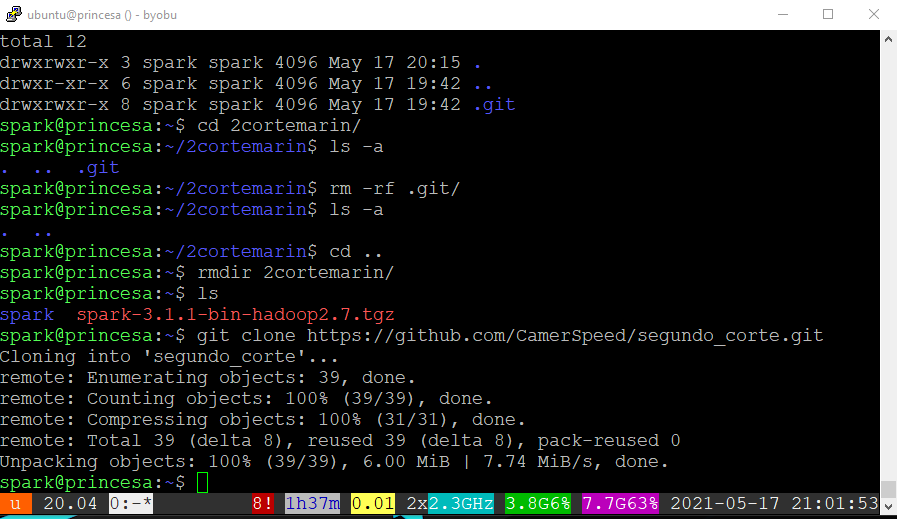 ubuntu@princesa () - byobu
total 12
drwxrwxr-x 3 spark spark 4096 May 17 20:15 .
drwxr-xr-x 6 spark spark 4096 May 17 19:42 ..
drwxrwxr-x 8 spark spark 4096 May 17 19:42 .git
spark@princesa:~$ cd 2cortemarin/
spark@princesa:~/2cortemarin$ ls -a
.  ..  .git
spark@princesa:~/2cortemarin$ rm -rf .git/
spark@princesa:~/2cortemarin$ ls -a
.  ..
spark@princesa:~/2cortemarin$ cd ..
spark@princesa:~$ rmdir 2cortemarin/
spark@princesa:~$ ls
spark  spark-3.1.1-bin-hadoop2.7.tgz
spark@princesa:~$ git clone https://github.com/CamerSpeed/segundo_corte.git
Cloning into 'segundo_corte'...
remote: Enumerating objects: 39, done.
remote: Counting objects: 100% (39/39), done.
remote: Compressing objects: 100% (31/31), done.
remote: Total 39 (delta 8), reused 39 (delta 8), pack-reused 0
Unpacking objects: 100% (39/39), 6.00 MiB | 7.74 MiB/s, done.
spark@princesa:~$
u 20.04 0:-* 8! 1h37m 0.01 2x2.3GHz 3.8G6% 7.7G63% 2021-05-17 21:01:53